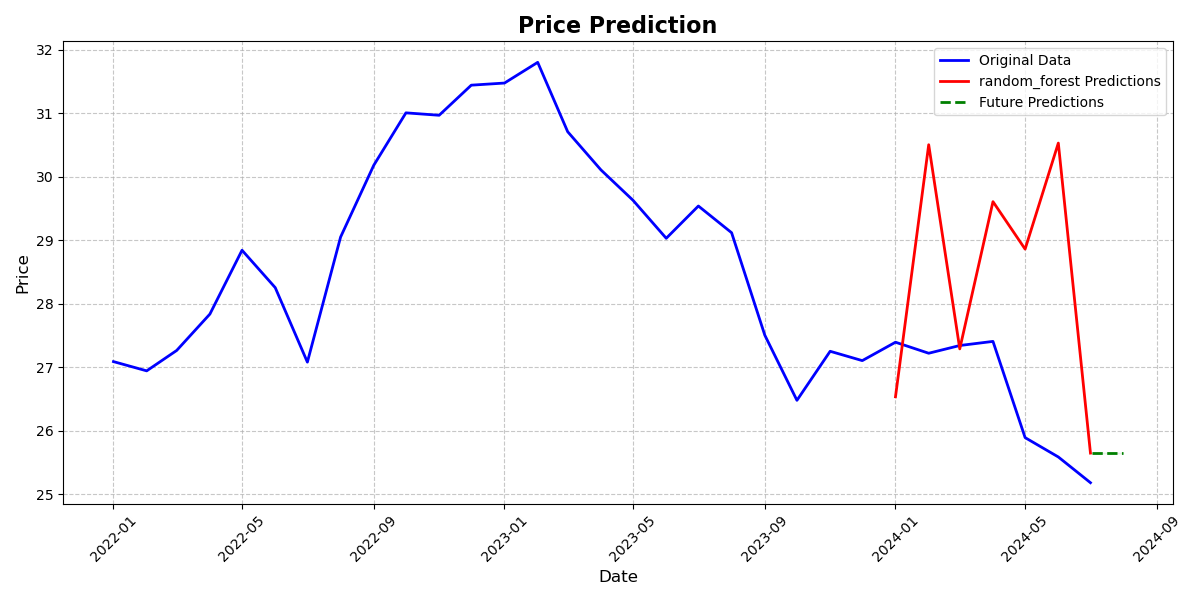 Price Prediction
Original Data
random_forest Predictions
Future Predictions
Price
32
31
30
29
28
27
26
25
2022-01
2022-05
2022-09
2023-01
2023-05
2023-09
2024-01
2024-05
2024-09
Date